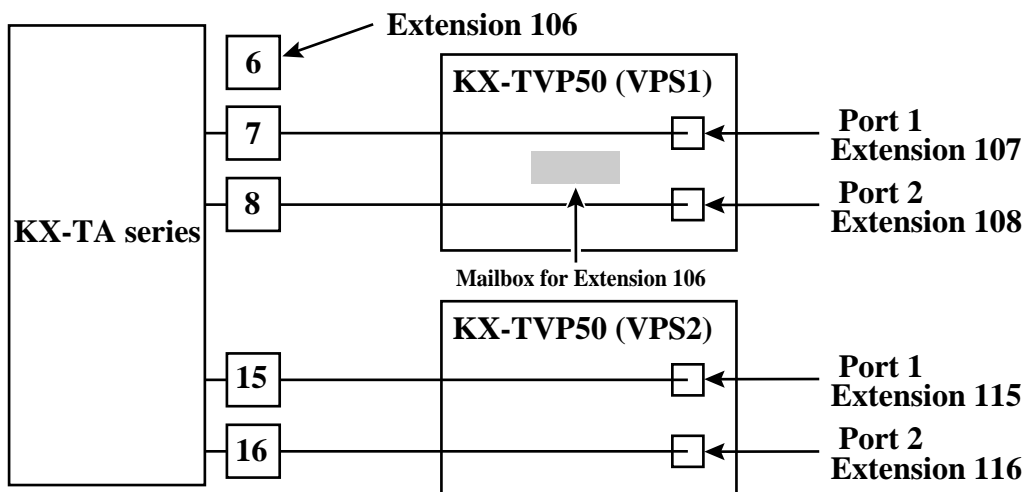 Extension 106
6
KX-TVP50 (VPS1)
7
Port 1
Extension 107
8
Port 2
Extension 108
KX-TA series
Mailbox for Extension 106
KX-TVP50 (VPS2)
15
Port 1
Extension 115
16
Port 2
Extension 116